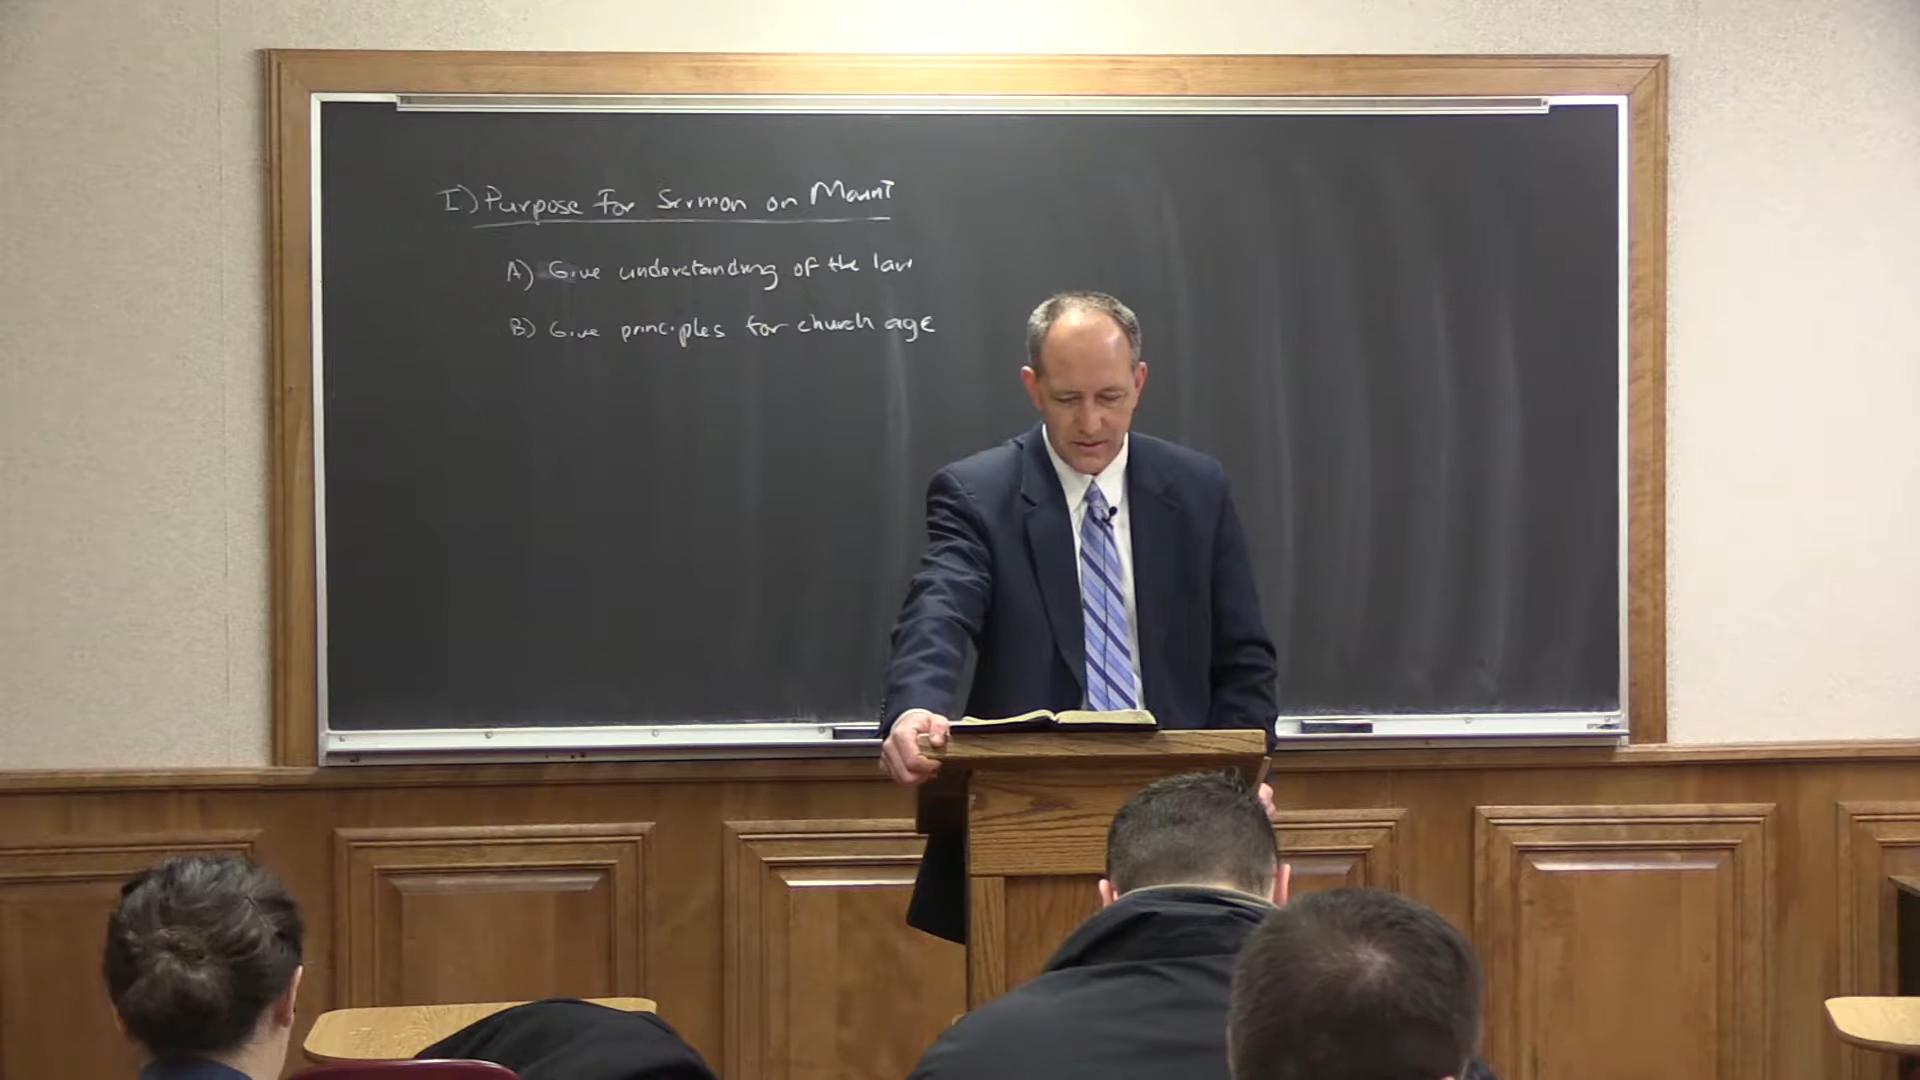 I) Purpose For Sermon on Mount
A) Give understanding of the law
B) Give principles for church age